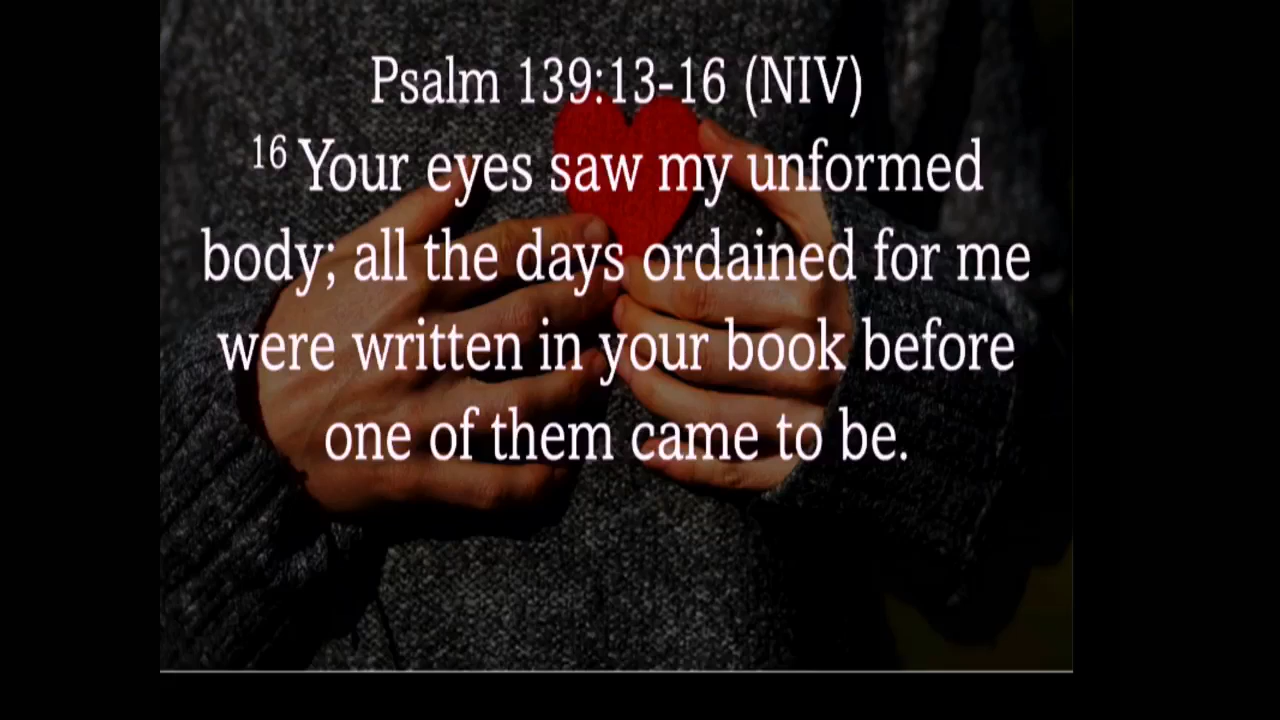 Psalm 139:13-16 (NIV)
16 Your eyes saw my unformed
body; all the days ordained for me
were written in your book before
one of them came to be.